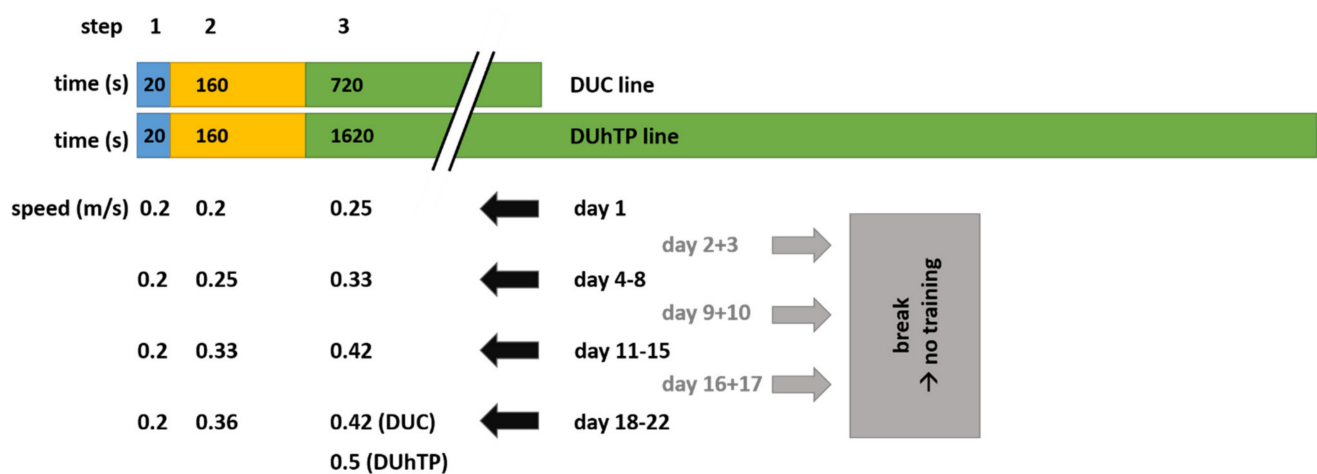 step 1 2 3
time (s) 20 160 720 DUC line
time (s) 20 160 1620 DUhTP line
speed (m/s) 0.2 0.2 0.25 day 1
day 2+3
0.2 0.25 0.33 day 4-8
day 9+10
0.2 0.33 0.42 day 11-15
day 16+17
0.2 0.36 0.42 (DUC) day 18-22
0.5 (DUhTP)
break
→ no training